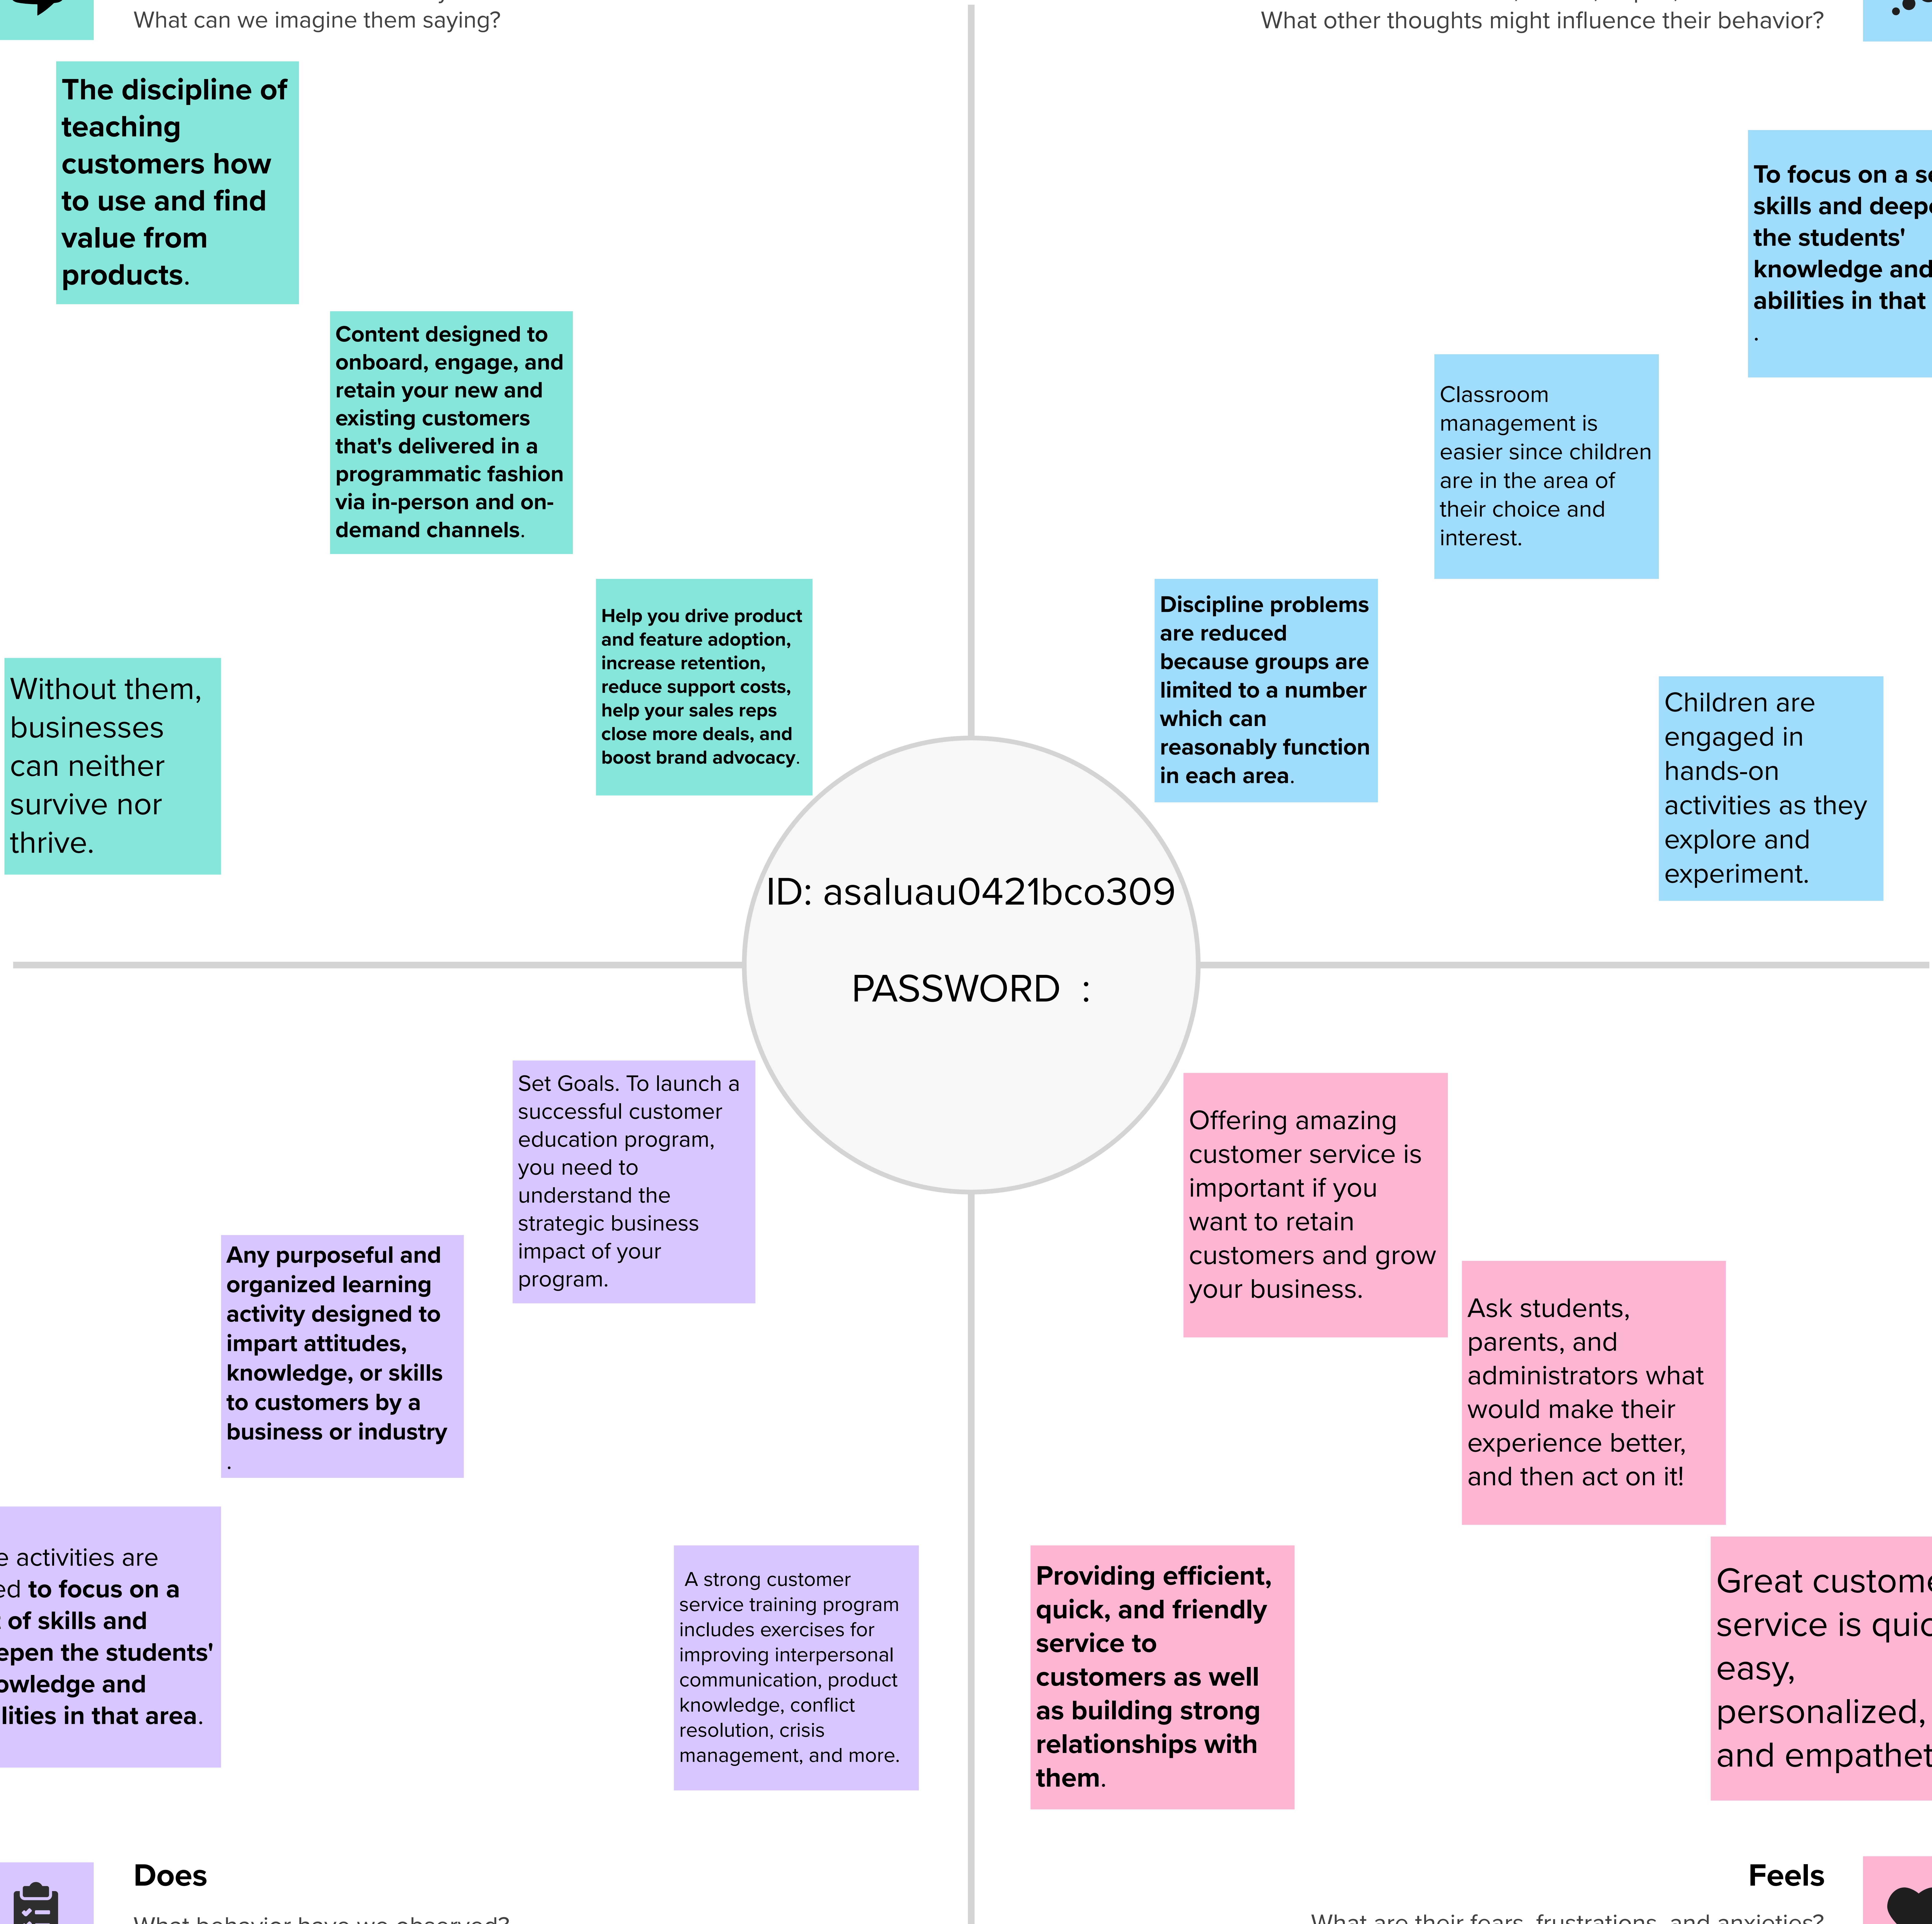 What can we imagine them saying?
What other thoughts might influence their behavior?
The discipline of
teaching
customers how
to use and find
value from
products.
Content designed to
onboard, engage, and
retain your new and
existing customers
that's delivered in a
programmatic fashion
via in-person and on-
demand channels.
Help you drive product
and feature adoption,
increase retention,
reduce support costs,
help your sales reps
close more deals, and
boost brand advocacy.
Without them,
businesses
can neither
survive nor
thrive.
To focus on a
skills and
the students'
knowledge and
abilities in that
.
Classroom
management is
easier since children
are in the area of
their choice and
interest.
Discipline problems
are reduced
because groups are
limited to a number
which can
reasonably function
in each area.
Children are
engaged in
hands-on
activities as they
explore and
experiment.
ID: asaluau0421bco309
PASSWORD :
Set Goals. To launch a
successful customer
education program,
you need to
understand the
strategic business
impact of your
program.
Any purposeful and
organized learning
activity designed to
impart attitudes,
knowledge, or skills
to customers by a
business or industry
.
activities are
to focus on a
of skills and
the students'
and
in that area.
A strong customer
service training program
includes exercises for
improving interpersonal
communication, product
knowledge, conflict
resolution, crisis
management, and more.
Offering amazing
customer service is
important if you
want to retain
customers and grow
your business.
Ask students,
parents, and
administrators what
would make their
experience better,
and then act on it!
Providing efficient,
quick, and friendly
service to
customers as well
as building strong
relationships with
them.
Great
service is
easy,
personalized,
and
Does
What behavior have we observed?
Feels
What are their fears, frustrations, and anxieties?